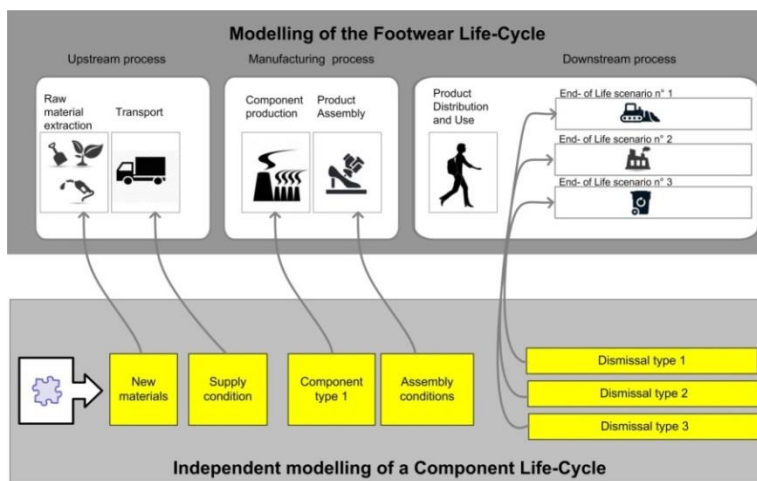 Modelling of the Footwear Life-Cycle
Upstream process
Manufacturing process
Downstream process
Raw
material
extraction
Transport
Component
production
Product
Assembly
Product
Distribution
and Use
End- of Life scenario n° 1
End- of Life scenario n° 2
End- of Life scenario n° 3
New
materials
Supply
condition
Component
type 1
Assembly
conditions
Dismissal type 1
Dismissal type 2
Dismissal type 3
Independent modelling of a Component Life-Cycle